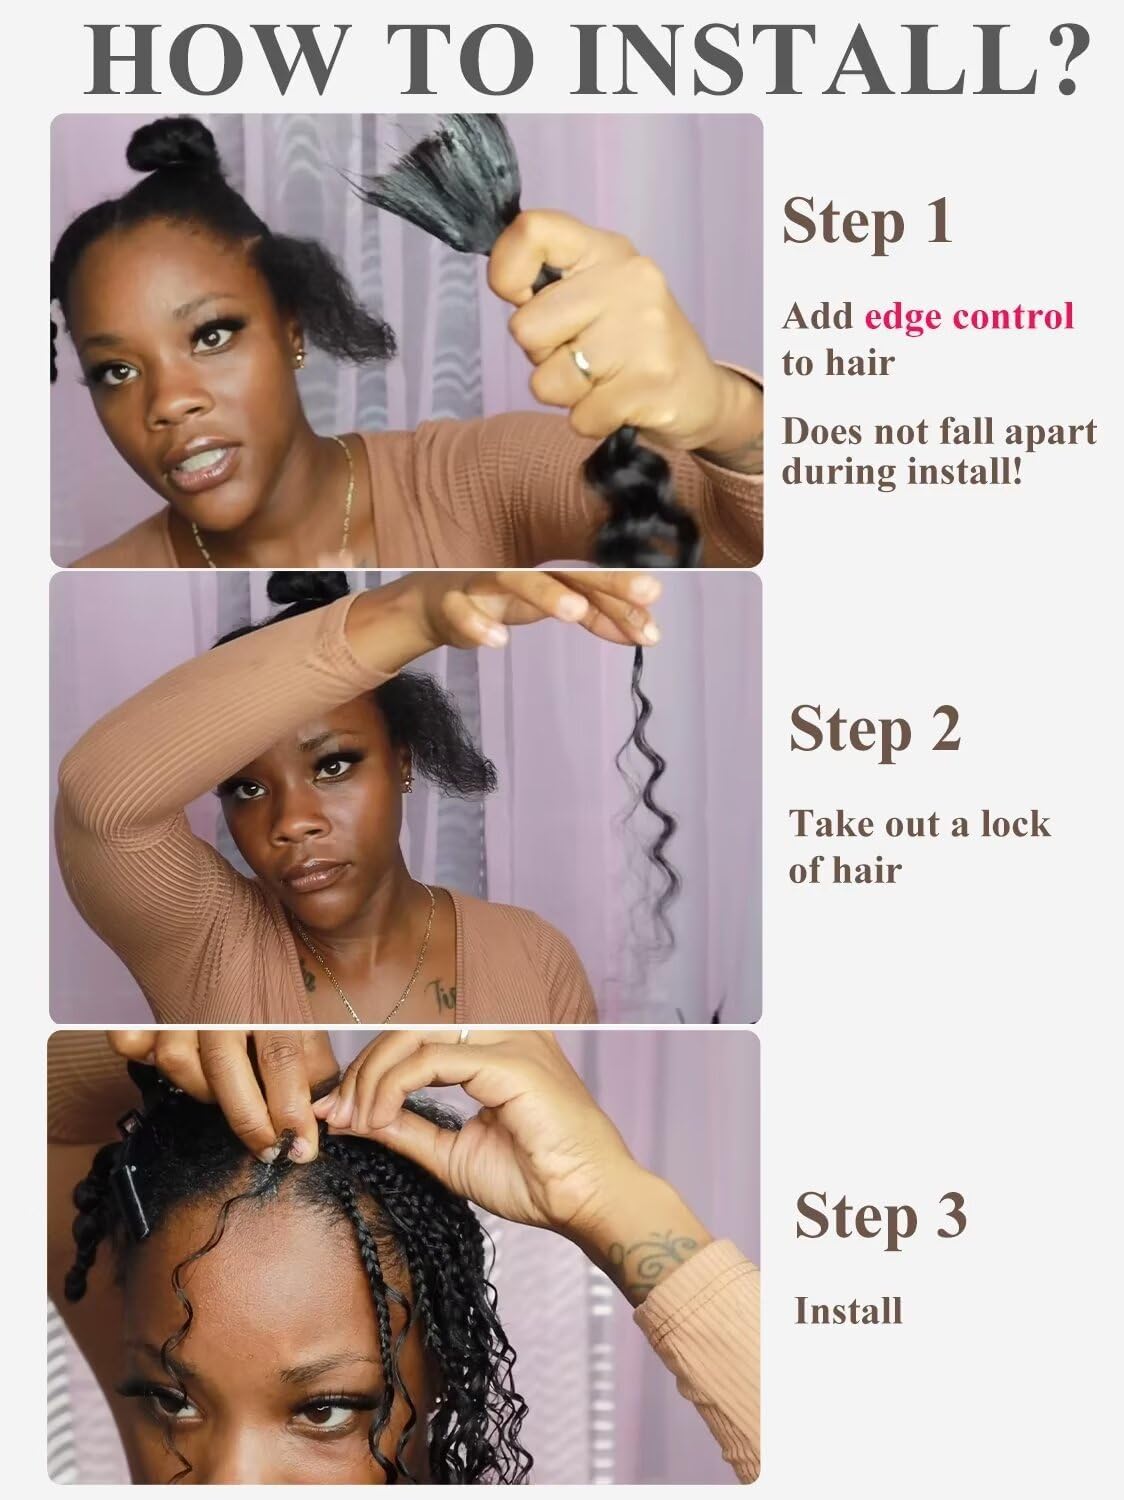 HOW TO INSTALL?
Step 1
Add edge control
to hair
Does not fall apart
during install!
Step 2
Take out a lock
of hair
Step 3
Install